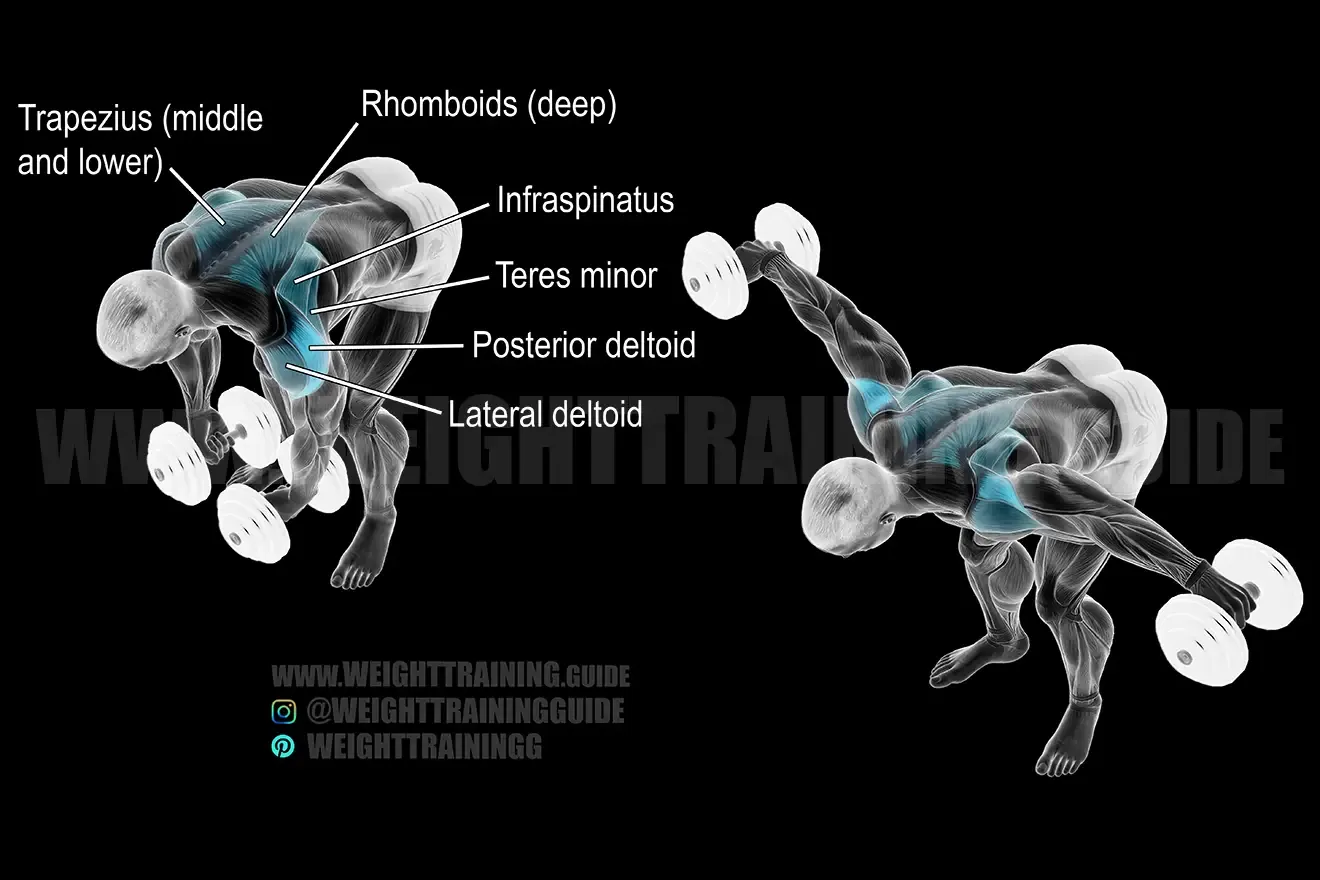 Trapezius (middle
and lower)
Rhomboids (deep)
Infraspinatus
Teres minor
Posterior deltoid
Lateral deltoid
WWW.WEIGHTTRAINING.GUIDE
WWW.WEIGHTTRAINING.GUIDE
@WEIGHTTRAININGGUIDE
WEIGHTTRAININGG